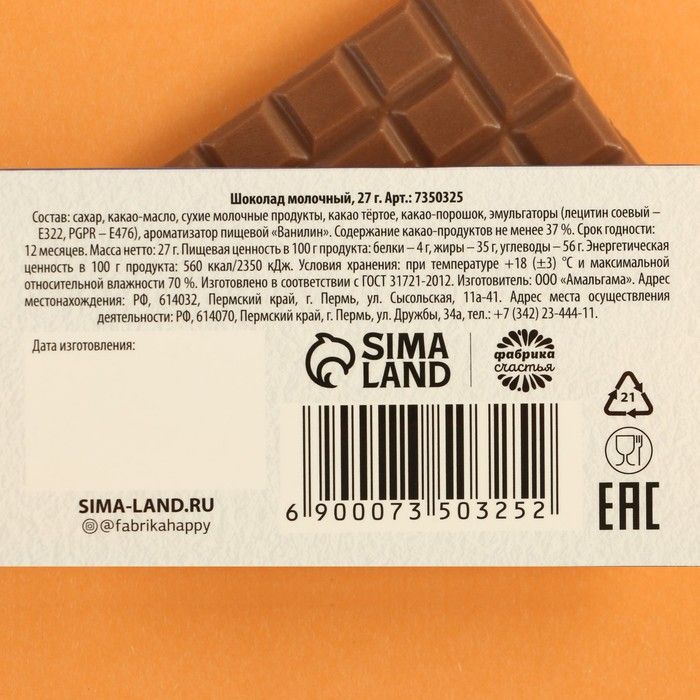 Шоколад молочный, 27 г. Арт.: 7350325
Состав: сахар, какао-масло, сухие молочные продукты, какао тёртое, какао-порошок, эмульгаторы (лецитин соевый –
E322, PGPR – E476), ароматизатор пищевой «Ванилин». Содержание какао-продуктов не менее 37 %. Срок годности:
12 месяцев. Масса нетто: 27 г. Пищевая ценность в 100 г продукта: белки – 4 г, жиры – 35 г, углеводы – 56 г. Энергетическая
ценность в 100 г продукта: 560 ккал/2350 кДж. Условия хранения: при температуре +18 (±3) °С и максимальной
относительной влажности 70 %. Изготовлено в соответствии с ГОСТ 31721-2012. Изготовитель: ООО «Амальгама». Адрес
местонахождения: РФ, 614032, Пермский край, г. Пермь, ул. Сысольская, 11а-41. Адрес места осуществления
деятельности: РФ, 614070, Пермский край, г. Пермь, ул. Дружбы, 34а, тел.: +7 (342) 23-444-11.
Дата изготовления:
SIMA
LAND
фабрика
счастья
21
6 900073 503252
SIMA-LAND.RU
@fabrikahappy
EAC